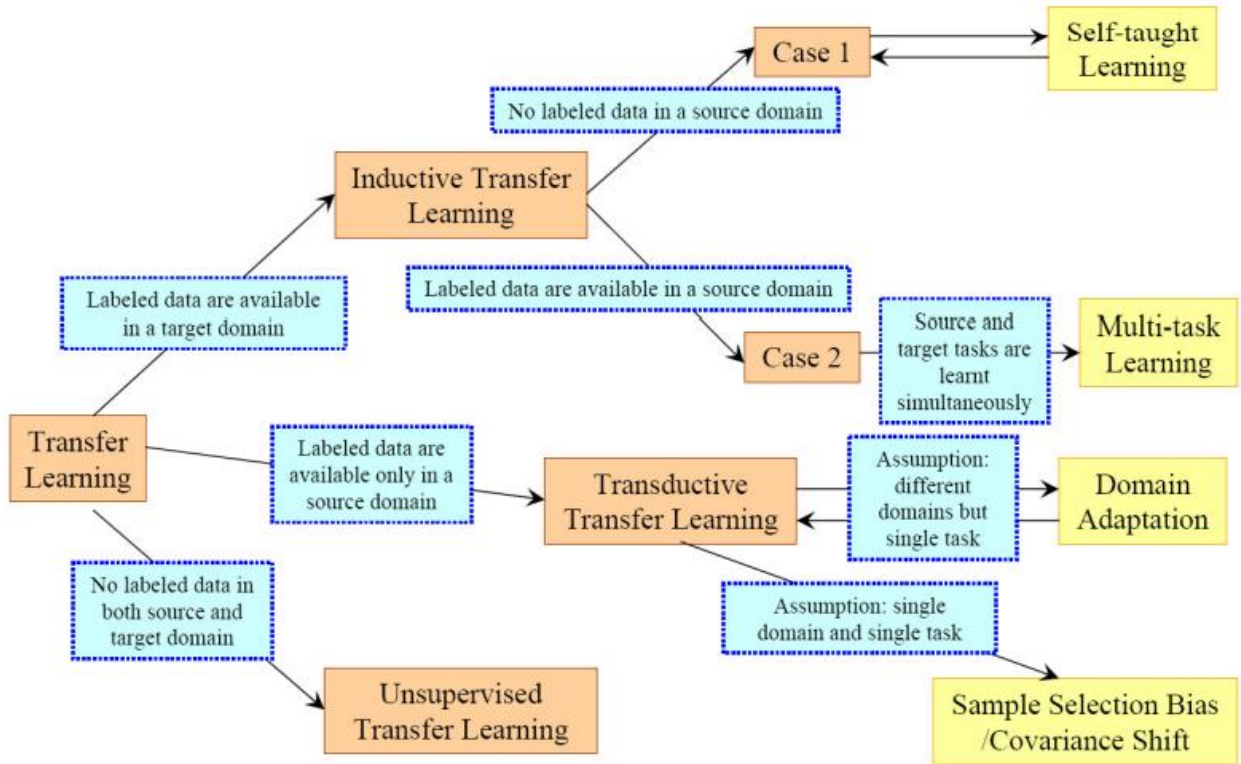 Case 1
Self-taught
Learning
No labeled data in a source domain
Inductive Transfer
Learning
Labeled data are available
in a target domain
Labeled data are available in a source domain
Case 2
Source and
target tasks are
learnt
simultaneously
Multi-task
Learning
Transfer
Learning
Labeled data are
available only in a
source domain
Transductive
Transfer Learning
Assumption:
different
domains but
single task
Domain
Adaptation
No labeled data in
both source and
target domain
Assumption: single
domain and single task
Unsupervised
Transfer Learning
Sample Selection Bias
/Covariance Shift